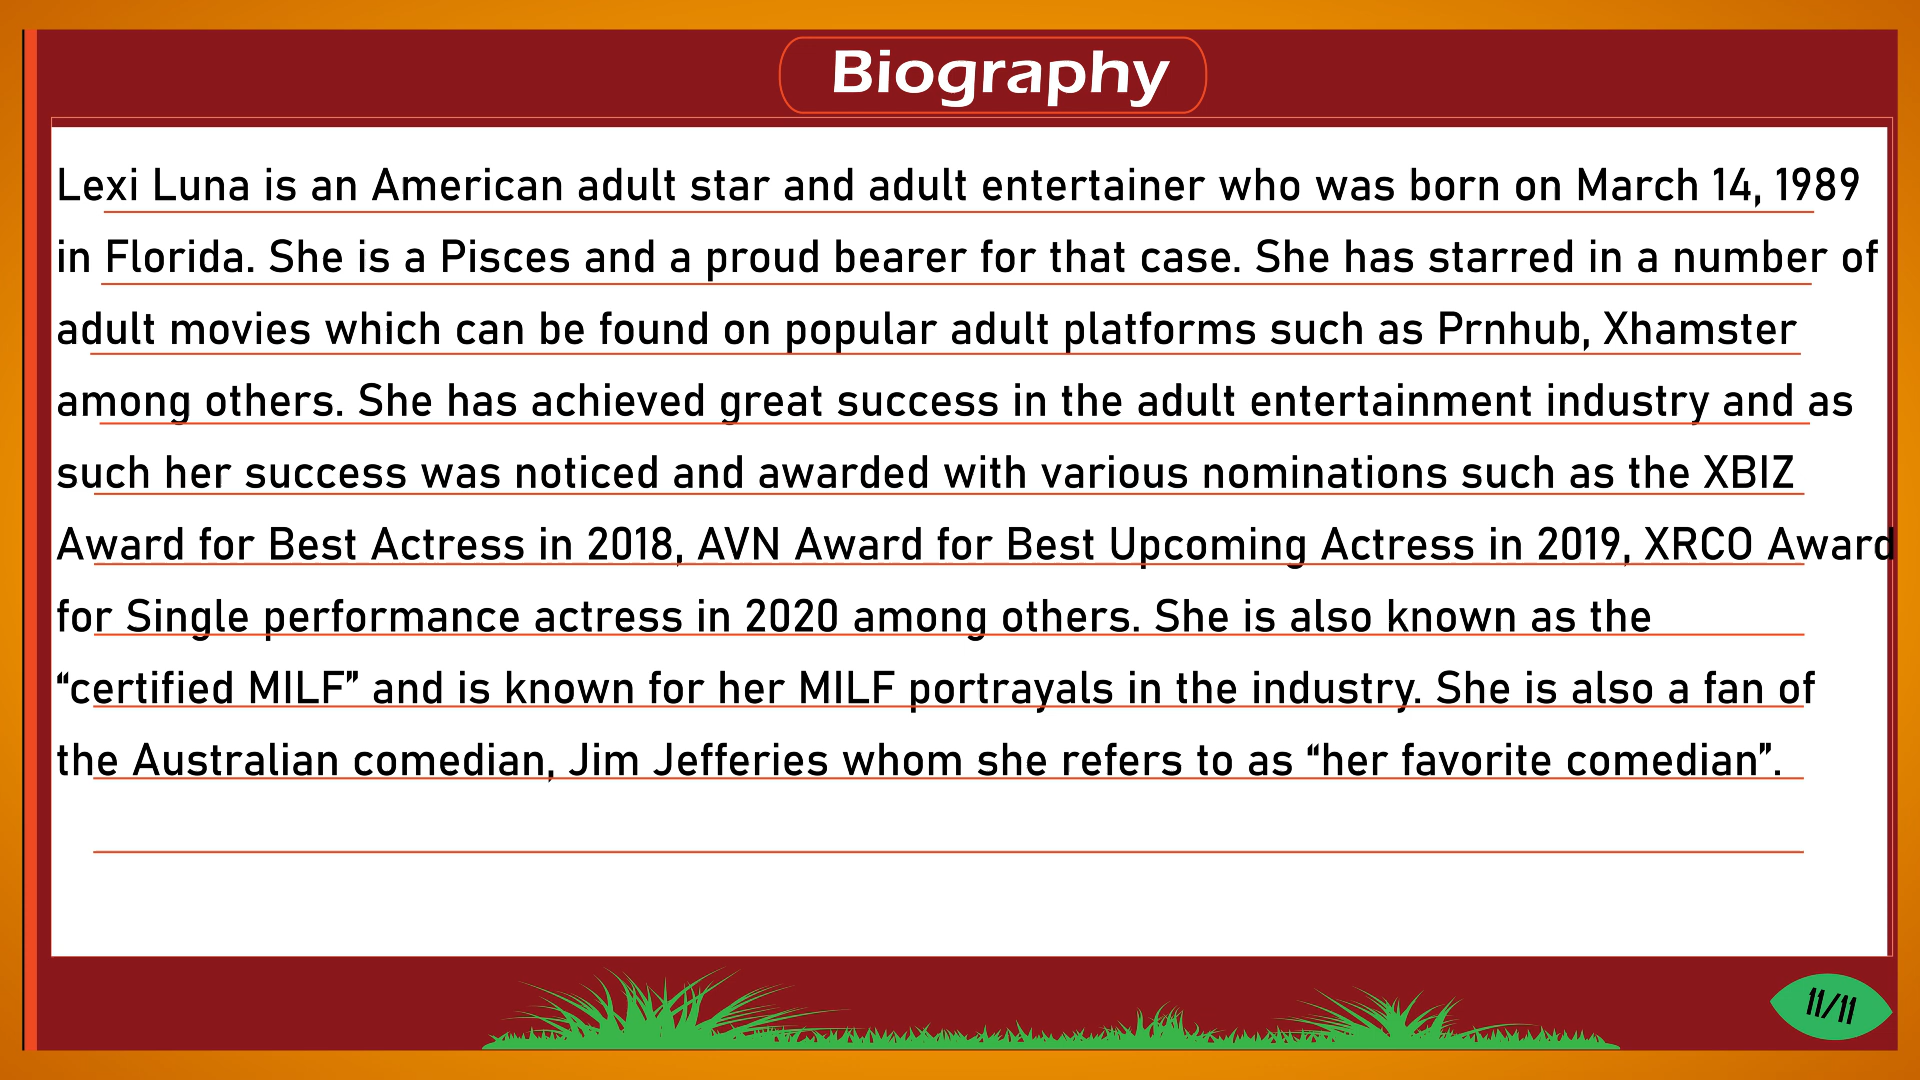 Biography
Lexi Luna is an American adult star and adult entertainer who was born on March 14, 1989
in Florida. She is a Pisces and a proud bearer for that case. She has starred in a number of
adult movies which can be found on popular adult platforms such as Prnhub, Xhamster
among others. She has achieved great success in the adult entertainment industry and as
such her success was noticed and awarded with various nominations such as the XBIZ
Award for Best Actress in 2018, AVN Award for Best Upcoming Actress in 2019, XRCO Award
for Single performance actress in 2020 among others. She is also known as the
“certified MILF” and is known for her MILF portrayals in the industry. She is also a fan of
the Australian comedian, Jim Jefferies whom she refers to as “her favorite comedian”.
11/11